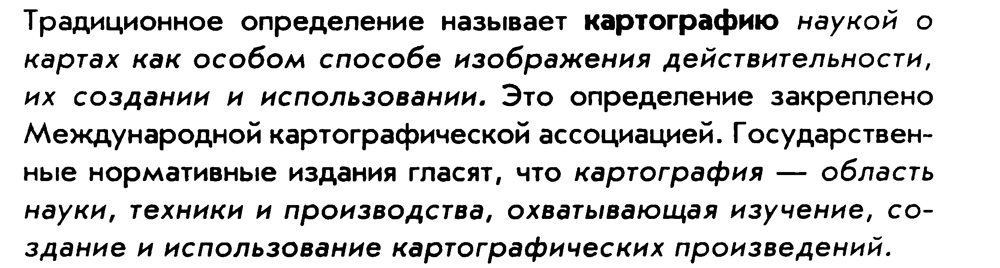 Традиционное определение называет картографию наукой о
картах как особом способе изображения действительности,
их создании и использовании. Это определение закреплено
Международной картографической ассоциацией. Государствен-
ные нормативные издания гласят, что картография — область
науки, техники и производства, охватывающая изучение, со-
здание и использование картографических произведений.